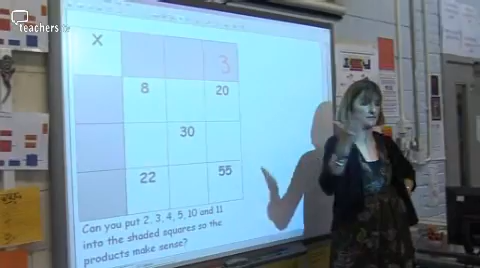 teachers
X 3
8 20
30
22 55
Can you put 2, 3, 4, 5, 10 and 11
into the shaded squares so the
products make sense?